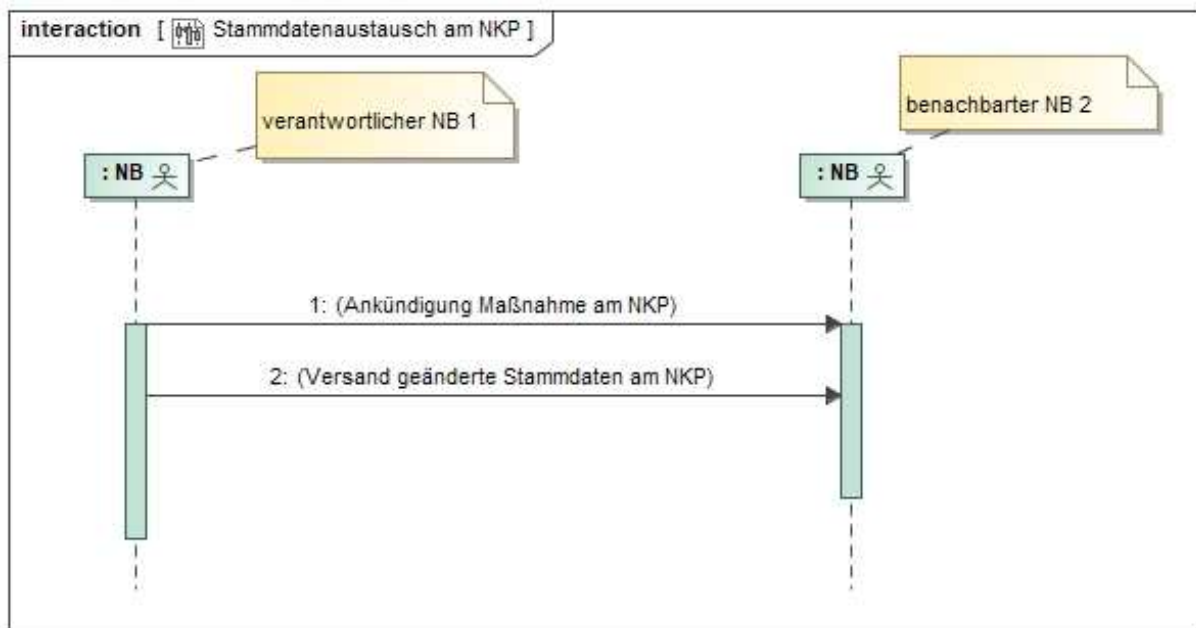 interaction [ Stammdatenaustausch am NKP ]
verantwortlicher NB 1
benachbarter NB 2
: NB
: NB
1: (Ankündigung Maßnahme am NKP)
2: (Versand geänderte Stammdaten am NKP)